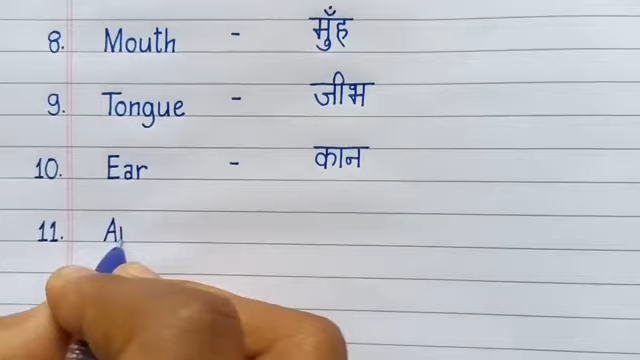 8. Mouth - मुँह
9. Tongue - जीभ
10. Ear - कान
11. A